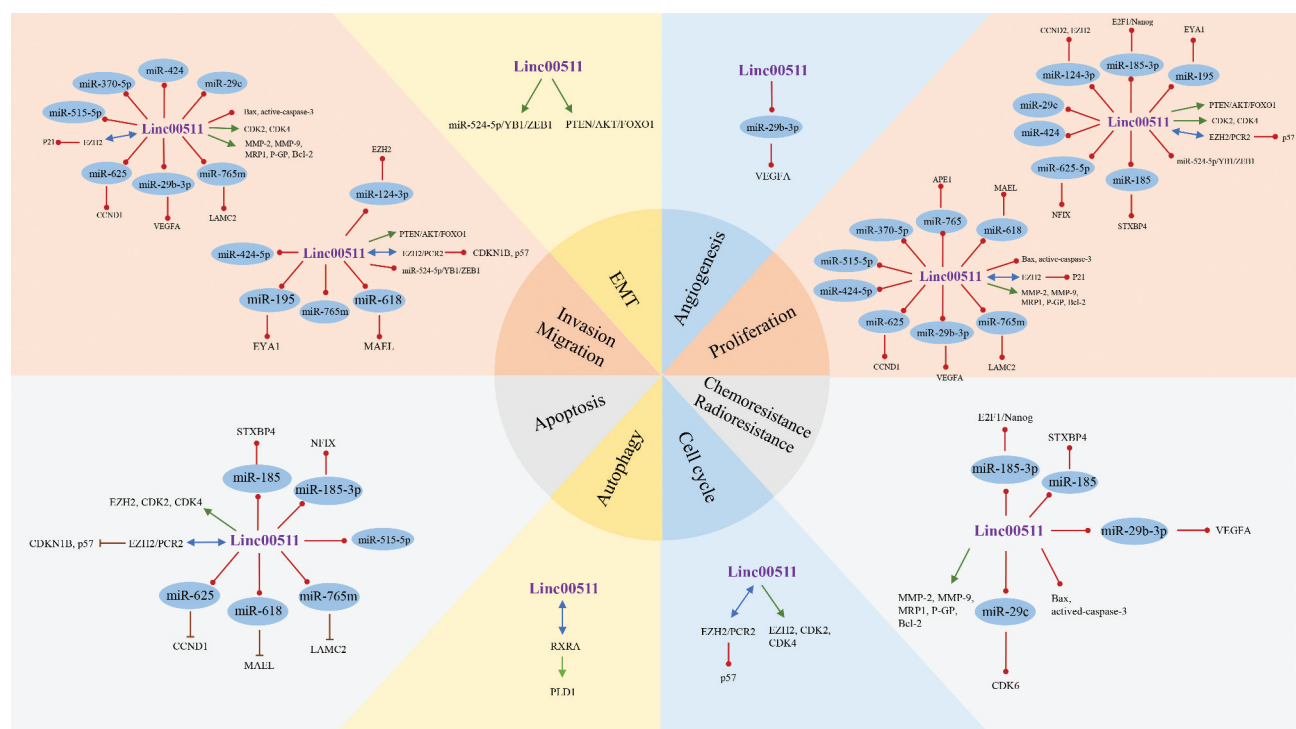 miR-424
miR-370-5p
miR-29c
miR-515-5p
Bax, active-caspase-3
Linc00511
CDK2, CDK4
P21
EZH2
MMP-2, MMP-9,
MRP1, P-GP, Bcl-2
miR-625
miR-29b-3p
miR-765m
CCND1
VEGFA
LAMC2
EZH2
miR-124-3p
PTEN/AKT/FOXO1
miR-424-5p
Linc00511
EZH2/PCR2
CDKN1B, p57
miR-524-5p/YB1/ZEB1
miR-195
miR-765m
miR-618
EYA1
MAEL
Linc00511
miR-524-5p/YB1/ZEB1
PTEN/AKT/FOXO1
Linc00511
miR-29b-3p
VEGFA
E2F1/Nanog
CCND2, EZH2
EYA1
miR-124-3p
miR-185-3p
miR-195
miR-29c
PTEN/AKT/FOXO1
Linc00511
CDK2, CDK4
miR-424
EZH2/PCR2
p57
miR-524-5p/YB1/ZEB1
miR-625-5p
miR-185
NFIX
STXBP4
APE1
MAEL
miR-765
miR-370-5p
miR-618
miR-515-5p
Bax, active-caspase-3
Linc00511
EZH2
P21
miR-424-5p
MMP-2, MMP-9,
MRP1, P-GP, Bcl-2
miR-625
miR-29b-3p
miR-765m
CCND1
VEGFA
LAMC2
EMT
Angiogenesis
Invasion
Migration
Proliferation
Apoptosis
Chemoresistance
Radioresistance
Autophagy
Cell cycle
STXBP4
NFIX
miR-185
miR-185-3p
EZH2, CDK2, CDK4
CDKN1B, p57
EZH2/PCR2
Linc00511
miR-515-5p
miR-625
miR-618
miR-765m
CCND1
MAEL
LAMC2
Linc00511
RXRA
PLD1
Linc00511
EZH2/PCR2
EZH2, CDK2,
CDK4
p57
E2F1/Nanog
STXBP4
miR-185-3p
miR-185
Linc00511
miR-29b-3p
VEGFA
MMP-2, MMP-9,
MRP1, P-GP,
Bcl-2
miR-29c
Bax,
actived-caspase-3
CDK6